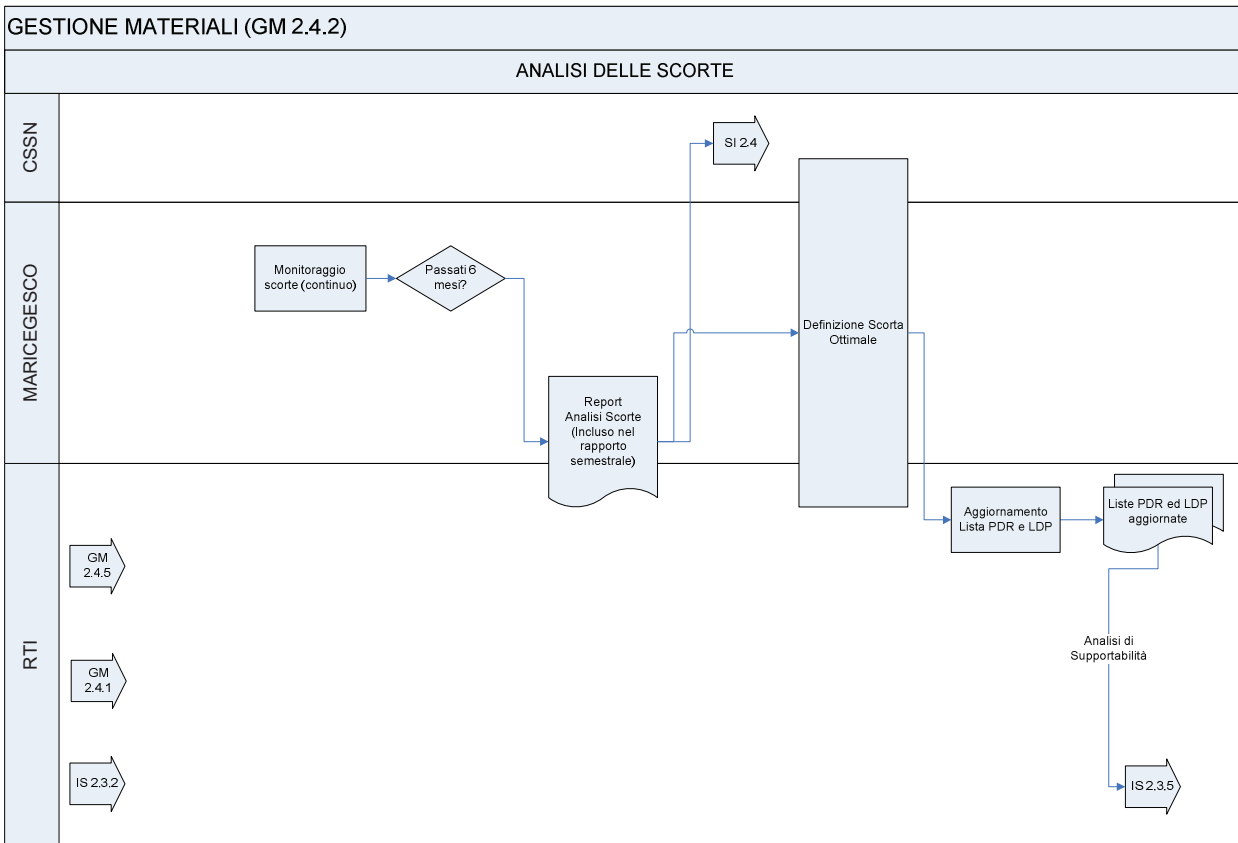 GESTIONE MATERIALI (GM 2.4.2)
ANALISI DELLE SCORTE
CSSN
SI 2.4
MARICEGESCO
Monitoraggio
scorte (continuo)
Passati 6
mesi?
Report
Analisi Scorte
(Incluso nel
rapporto
semestrale)
Definizione Scorta
Ottimale
RTI
GM
2.4.5
GM
2.4.1
IS 2.3.2
Aggiornamento
Lista PDR e LDP
Liste PDR ed LDP
aggiornate
Analisi di
Supportabilità
IS 2.3.5